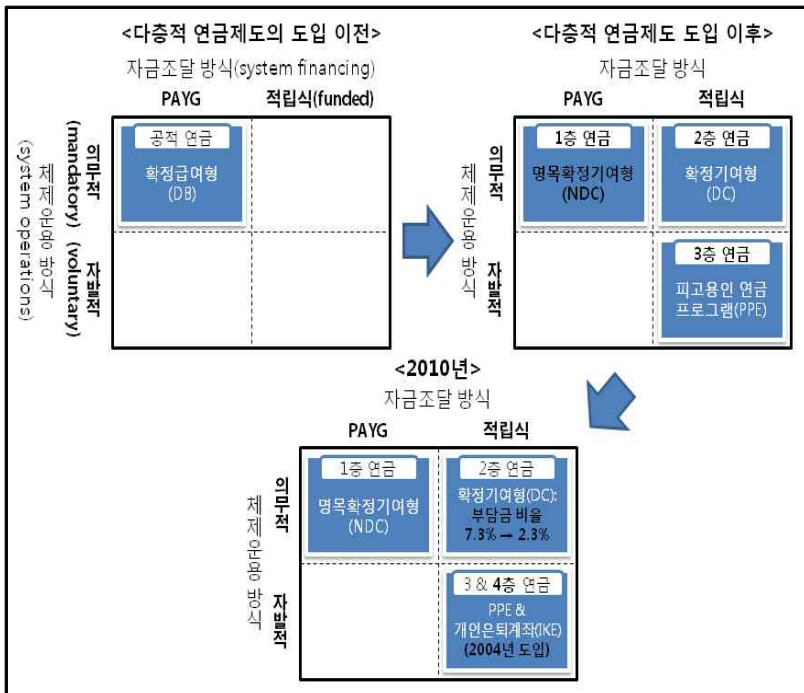 <다층적 연금제도의 도입 이전>
자금조달 방식(system financing)
PAYG 적립식(funded)
체제운용 방식
(system operations)
의무적
(mandatory)
자발적
(voluntary)
공적 연금
확정급여형
(DB)
<다층적 연금제도 도입 이후>
자금조달 방식
PAYG 적립식
체제운용 방식
의무적
자발적
1층 연금
명목확정기여형
(NDC)
2층 연금
확정기여형
(DC)
3층 연금
피고용인 연금
프로그램(PPE)
<2010년>
자금조달 방식
PAYG 적립식
체제운용 방식
의무적
자발적
1층 연금
명목확정기여형
(NDC)
2층 연금
확정기여형(DC):
부담금 비율
7.3% → 2.3%
3 & 4층 연금
PPE &
개인은퇴계좌(IKE)
(2004년 도입)